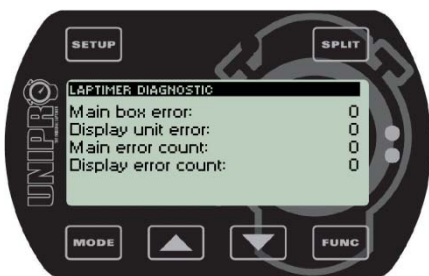 SETUP
SPLIT
LAPTIMER DIAGNOSTIC
Main box error: 0
Display unit error: 0
Main error count: 0
Display error count: 0
UNIPRO
MODE
FUNC